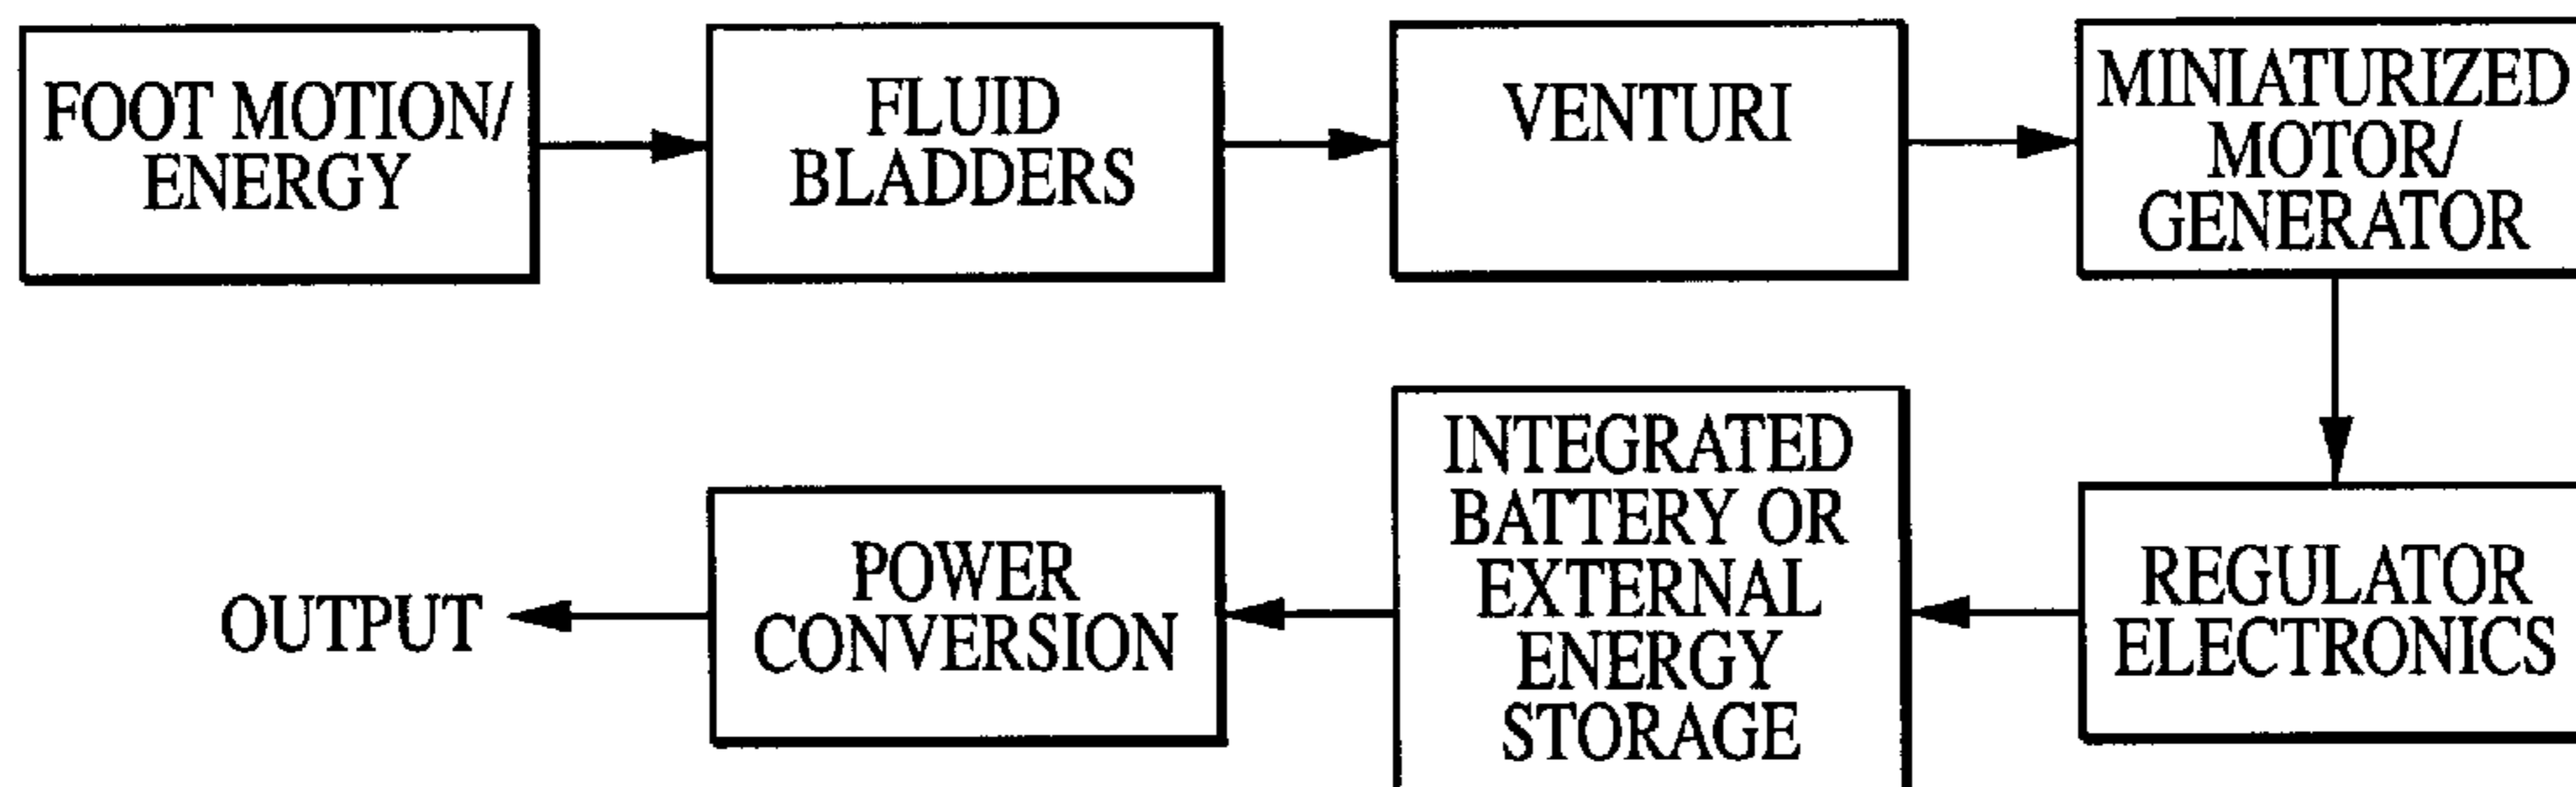 FOOT MOTION/
ENERGY
FLUID
BLADDERS
VENTURI
MINIATURIZED
MOTOR/
GENERATOR
REGULATOR
ELECTRONICS
INTEGRATED
BATTERY OR
EXTERNAL
ENERGY
STORAGE
POWER
CONVERSION
OUTPUT